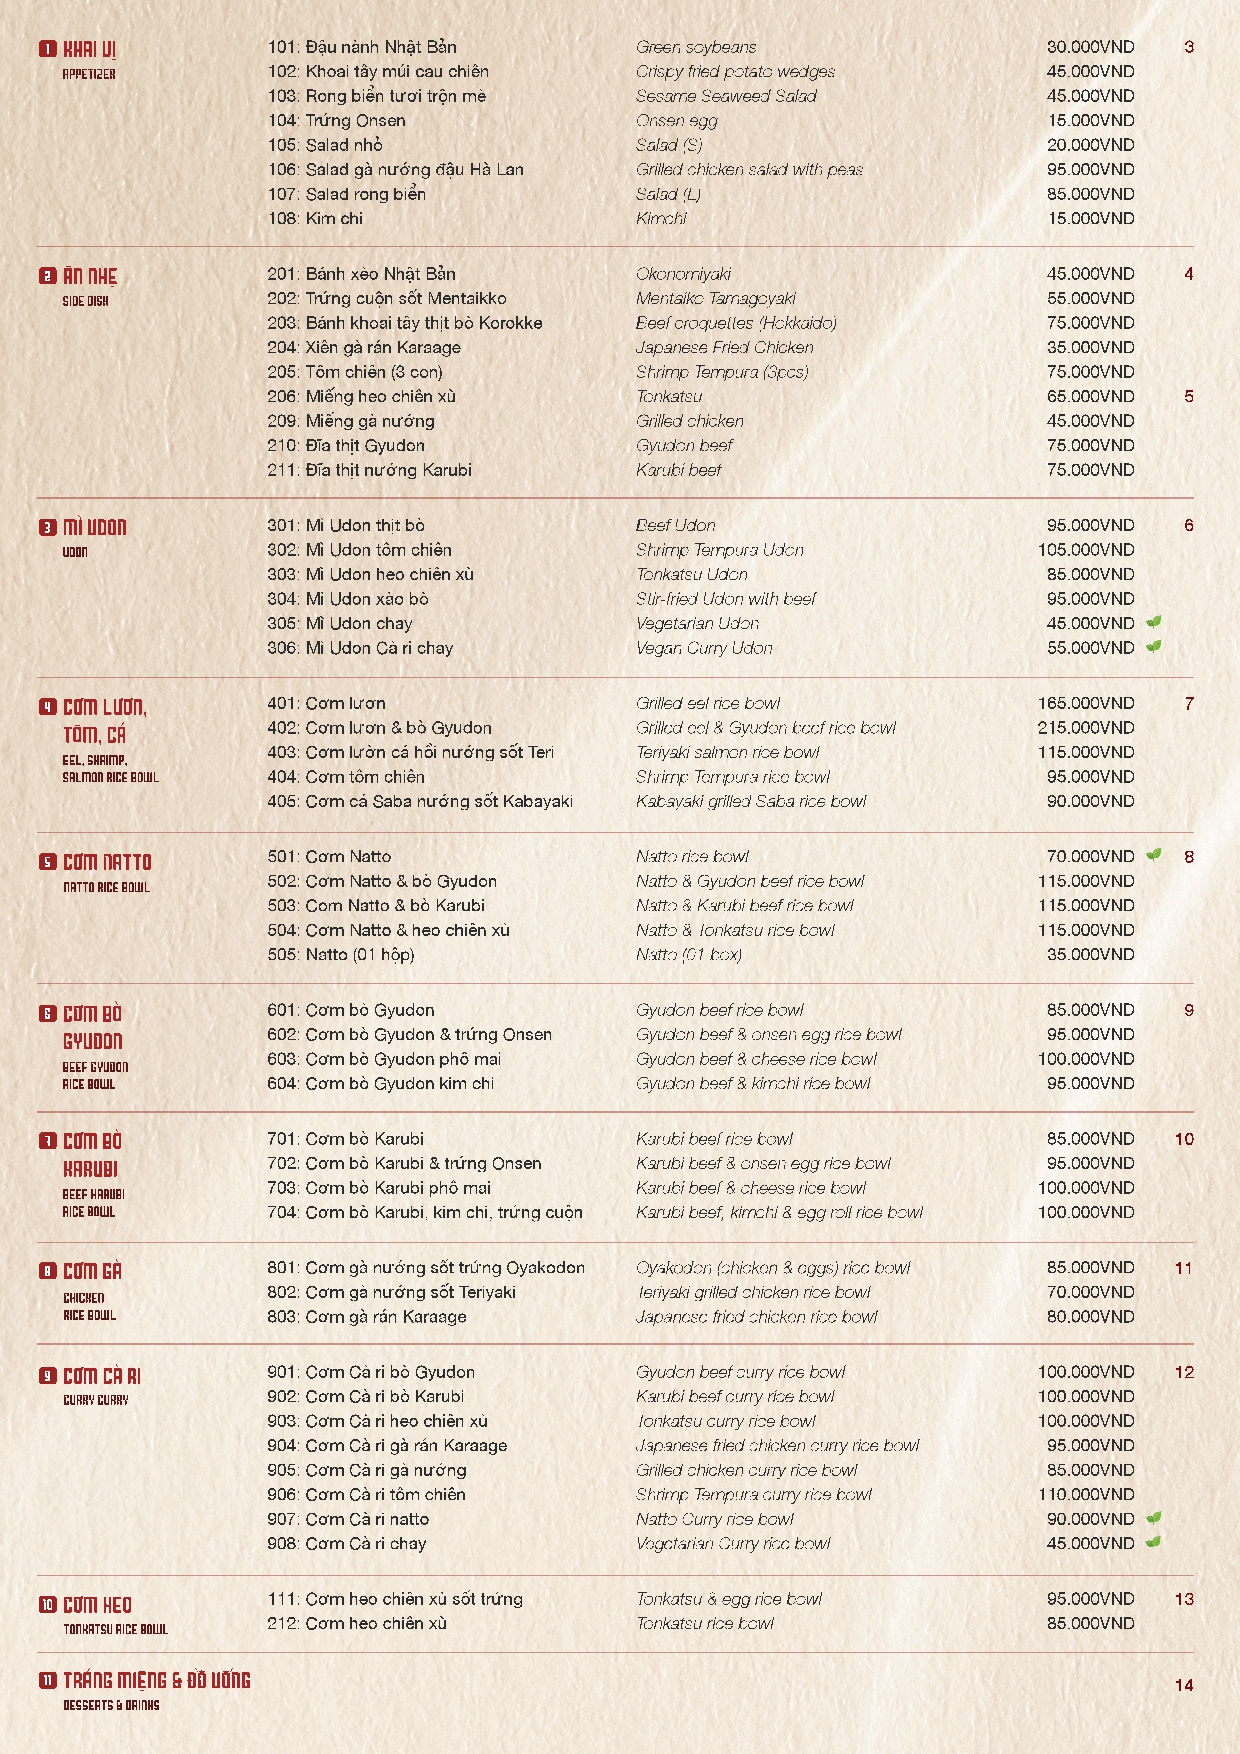 1 KHAI VỊ
APPETIZER
101: Đậu nành Nhật Bản Green soybeans 30.000VND 3
102: Khoai tây múi cau chiên Crispy fried potato wedges 45.000VND
103: Rong biển tươi trộn mè Sesame Seaweed Salad 45.000VND
104: Trứng Onsen Onsen egg 15.000VND
105: Salad nhỏ Salad (S) 20.000VND
106: Salad gà nướng đậu Hà Lan Grilled chicken salad with peas 95.000VND
107: Salad rong biển Salad (L) 85.000VND
108: Kim chi Kimchi 15.000VND
2 ĂN NHẸ
SIDE DISH
201: Bánh xèo Nhật Bản Okonomiyaki 45.000VND 4
202: Trứng cuộn sốt Mentaikko Mentaiko Tamagoyaki 55.000VND
203: Bánh khoai tây thịt bò Korokke Beef croquettes (Hokkaido) 75.000VND
204: Xiên gà rán Karaage Japanese Fried Chicken 35.000VND
205: Tôm chiên (3 con) Shrimp Tempura (3pcs) 75.000VND
206: Miếng heo chiên xù Tonkatsu 65.000VND 5
209: Miếng gà nướng Grilled chicken 45.000VND
210: Đĩa thịt Gyudon Gyudon beef 75.000VND
211: Đĩa thịt nướng Karubi Karubi beef 75.000VND
3 MÌ UDON
UDON
301: Mì Udon thịt bò Beef Udon 95.000VND 6
302: Mì Udon tôm chiên Shrimp Tempura Udon 105.000VND
303: Mì Udon heo chiên xù Tonkatsu Udon 85.000VND
304: Mì Udon xào bò Stir-fried Udon with beef 95.000VND
305: Mì Udon chay Vegetarian Udon 45.000VND
306: Mì Udon Cà ri chay Vegan Curry Udon 55.000VND
4 CƠM LƯƠN,
TÔM, CÁ
EEL, SHRIMP,
SALMON RICE BOWL
401: Cơm lươn Grilled eel rice bowl 165.000VND 7
402: Cơm lươn & bò Gyudon Grilled eel & Gyudon beef rice bowl 215.000VND
403: Cơm lườn cá hồi nướng sốt Teri Teriyaki salmon rice bowl 115.000VND
404: Cơm tôm chiên Shrimp Tempura rice bowl 95.000VND
405: Cơm cá Saba nướng sốt Kabayaki Kabayaki grilled Saba rice bowl 90.000VND
5 CƠM NATTO
NATTO RICE BOWL
501: Cơm Natto Natto rice bowl 70.000VND 8
502: Cơm Natto & bò Gyudon Natto & Gyudon beef rice bowl 115.000VND
503: Com Natto & bò Karubi Natto & Karubi beef rice bowl 115.000VND
504: Cơm Natto & heo chiên xù Natto & Tonkatsu rice bowl 115.000VND
505: Natto (01 hộp) Natto (01 box) 35.000VND
6 CƠM BÒ
GYUDON
BEEF GYUDON
RICE BOWL
601: Cơm bò Gyudon Gyudon beef rice bowl 85.000VND 9
602: Cơm bò Gyudon & trứng Onsen Gyudon beef & onsen egg rice bowl 95.000VND
603: Cơm bò Gyudon phô mai Gyudon beef & cheese rice bowl 100.000VND
604: Cơm bò Gyudon kim chi Gyudon beef & kimchi rice bowl 95.000VND
7 CƠM BÒ
KARUBI
BEEF KARUBI
RICE BOWL
701: Cơm bò Karubi Karubi beef rice bowl 85.000VND 10
702: Cơm bò Karubi & trứng Onsen Karubi beef & onsen egg rice bowl 95.000VND
703: Cơm bò Karubi phô mai Karubi beef & cheese rice bowl 100.000VND
704: Cơm bò Karubi, kim chi, trứng cuộn Karubi beef, kimchi & egg roll rice bowl 100.000VND
8 CƠM GÀ
CHICKEN
RICE BOWL
801: Cơm gà nướng sốt trứng Oyakodon Oyakodon (chicken & eggs) rice bowl 85.000VND 11
802: Cơm gà nướng sốt Teriyaki Teriyaki grilled chicken rice bowl 70.000VND
803: Cơm gà rán Karaage Japanese fried chicken rice bowl 80.000VND
9 CƠM CÀ RI
CURRY CURRY
901: Cơm Cà ri bò Gyudon Gyudon beef curry rice bowl 100.000VND 12
902: Cơm Cà ri bò Karubi Karubi beef curry rice bowl 100.000VND
903: Cơm Cà ri heo chiên xù Tonkatsu curry rice bowl 100.000VND
904: Cơm Cà ri gà rán Karaage Japanese fried chicken curry rice bowl 95.000VND
905: Cơm Cà ri gà nướng Grilled chicken curry rice bowl 85.000VND
906: Cơm Cà ri tôm chiên Shrimp Tempura curry rice bowl 110.000VND
907: Cơm Cà ri natto Natto Curry rice bowl 90.000VND
908: Cơm Cà ri chay Vegetarian Curry rice bowl 45.000VND
10 CƠM HEO
TONKATSU RICE BOWL
111: Cơm heo chiên xù sốt trứng Tonkatsu & egg rice bowl 95.000VND 13
212: Cơm heo chiên xù Tonkatsu rice bowl 85.000VND
11 TRÁNG MIỆNG & ĐỒ UỐNG 14
DESSERTS & DRINKS